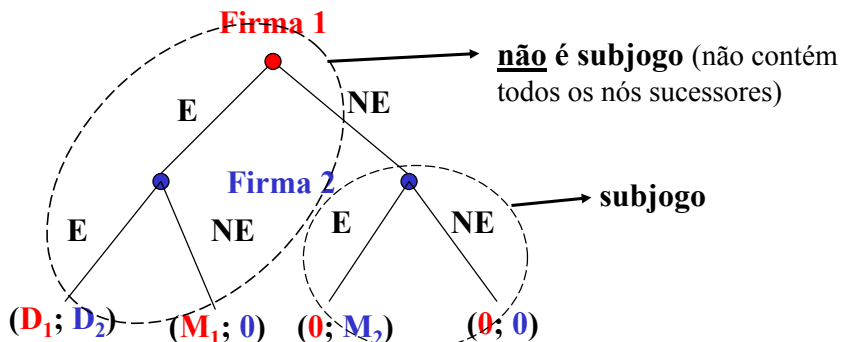 Firma 1
não é subjogo (não contém
todos os nós sucessores)
E
NE
Firma 2
subjogo
E
NE
E
NE
(D₁; D₂)
(M₁; 0)
(0; M₂)
(0; 0)